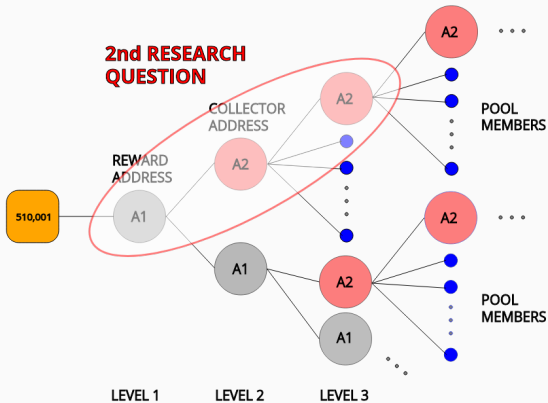 2nd RESEARCH
QUESTION
A2
COLLECTOR
ADDRESS
A2
POOL
MEMBERS
REWARD
ADDRESS
A2
510,001
A1
A2
A1
A2
POOL
MEMBERS
A1
LEVEL 1
LEVEL 2
LEVEL 3